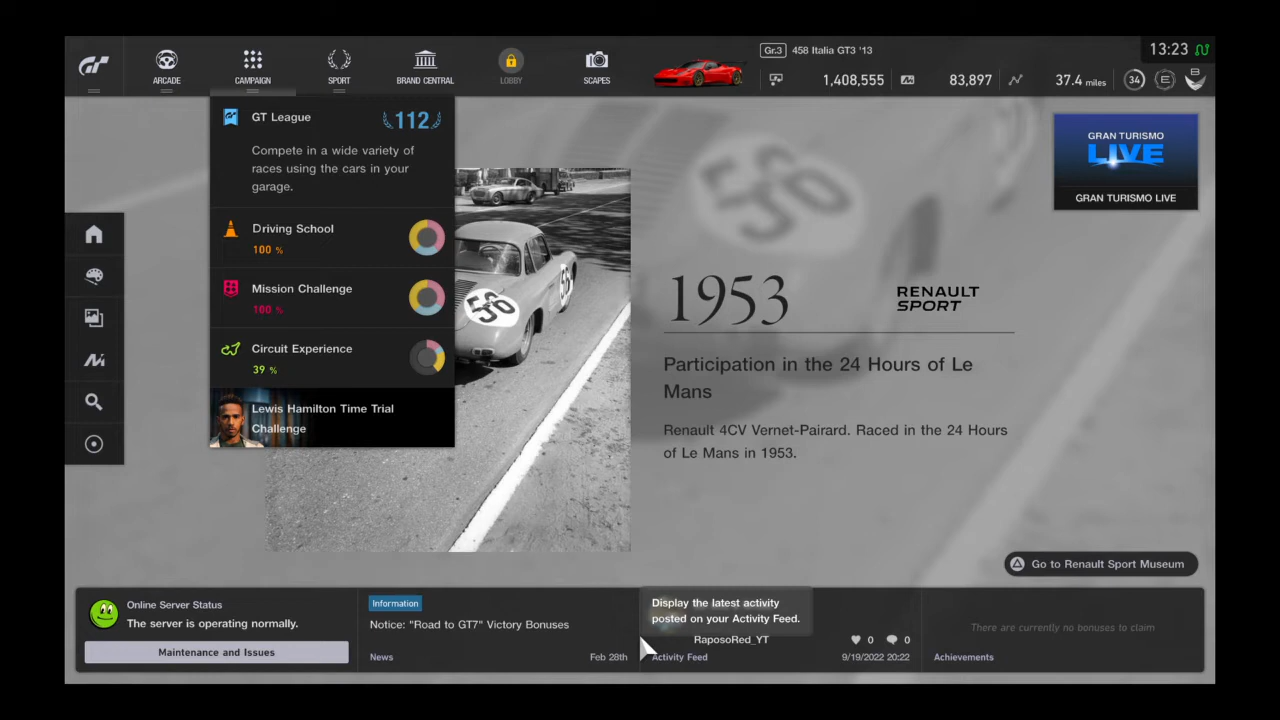 ARCADE
CAMPAIGN
SPORT
BRAND CENTRAL
LOBBY
SCAPES
Gr.3 458 Italia GT3 '13
1,408,555
83,897
37.4 miles
34
E
B
13:23
GT League
112
Compete in a wide variety of
races using the cars in your
garage.
Driving School
100 %
Mission Challenge
100 %
Circuit Experience
39 %
Lewis Hamilton Time Trial
Challenge
56
56
56
GRAN TURISMO
LIVE
GRAN TURISMO LIVE
1953
RENAULT
SPORT
Participation in the 24 Hours of Le
Mans
Renault 4CV Vernet-Pairard. Raced in the 24 Hours
of Le Mans in 1953.
Go to Renault Sport Museum
Online Server Status
The server is operating normally.
Maintenance and Issues
Information
Notice: "Road to GT7" Victory Bonuses
News
Feb 28th
Display the latest activity
posted on your Activity Feed.
RaposoRed_YT
0
0
Activity Feed
9/19/2022 20:22
There are currently no bonuses to claim
Achievements